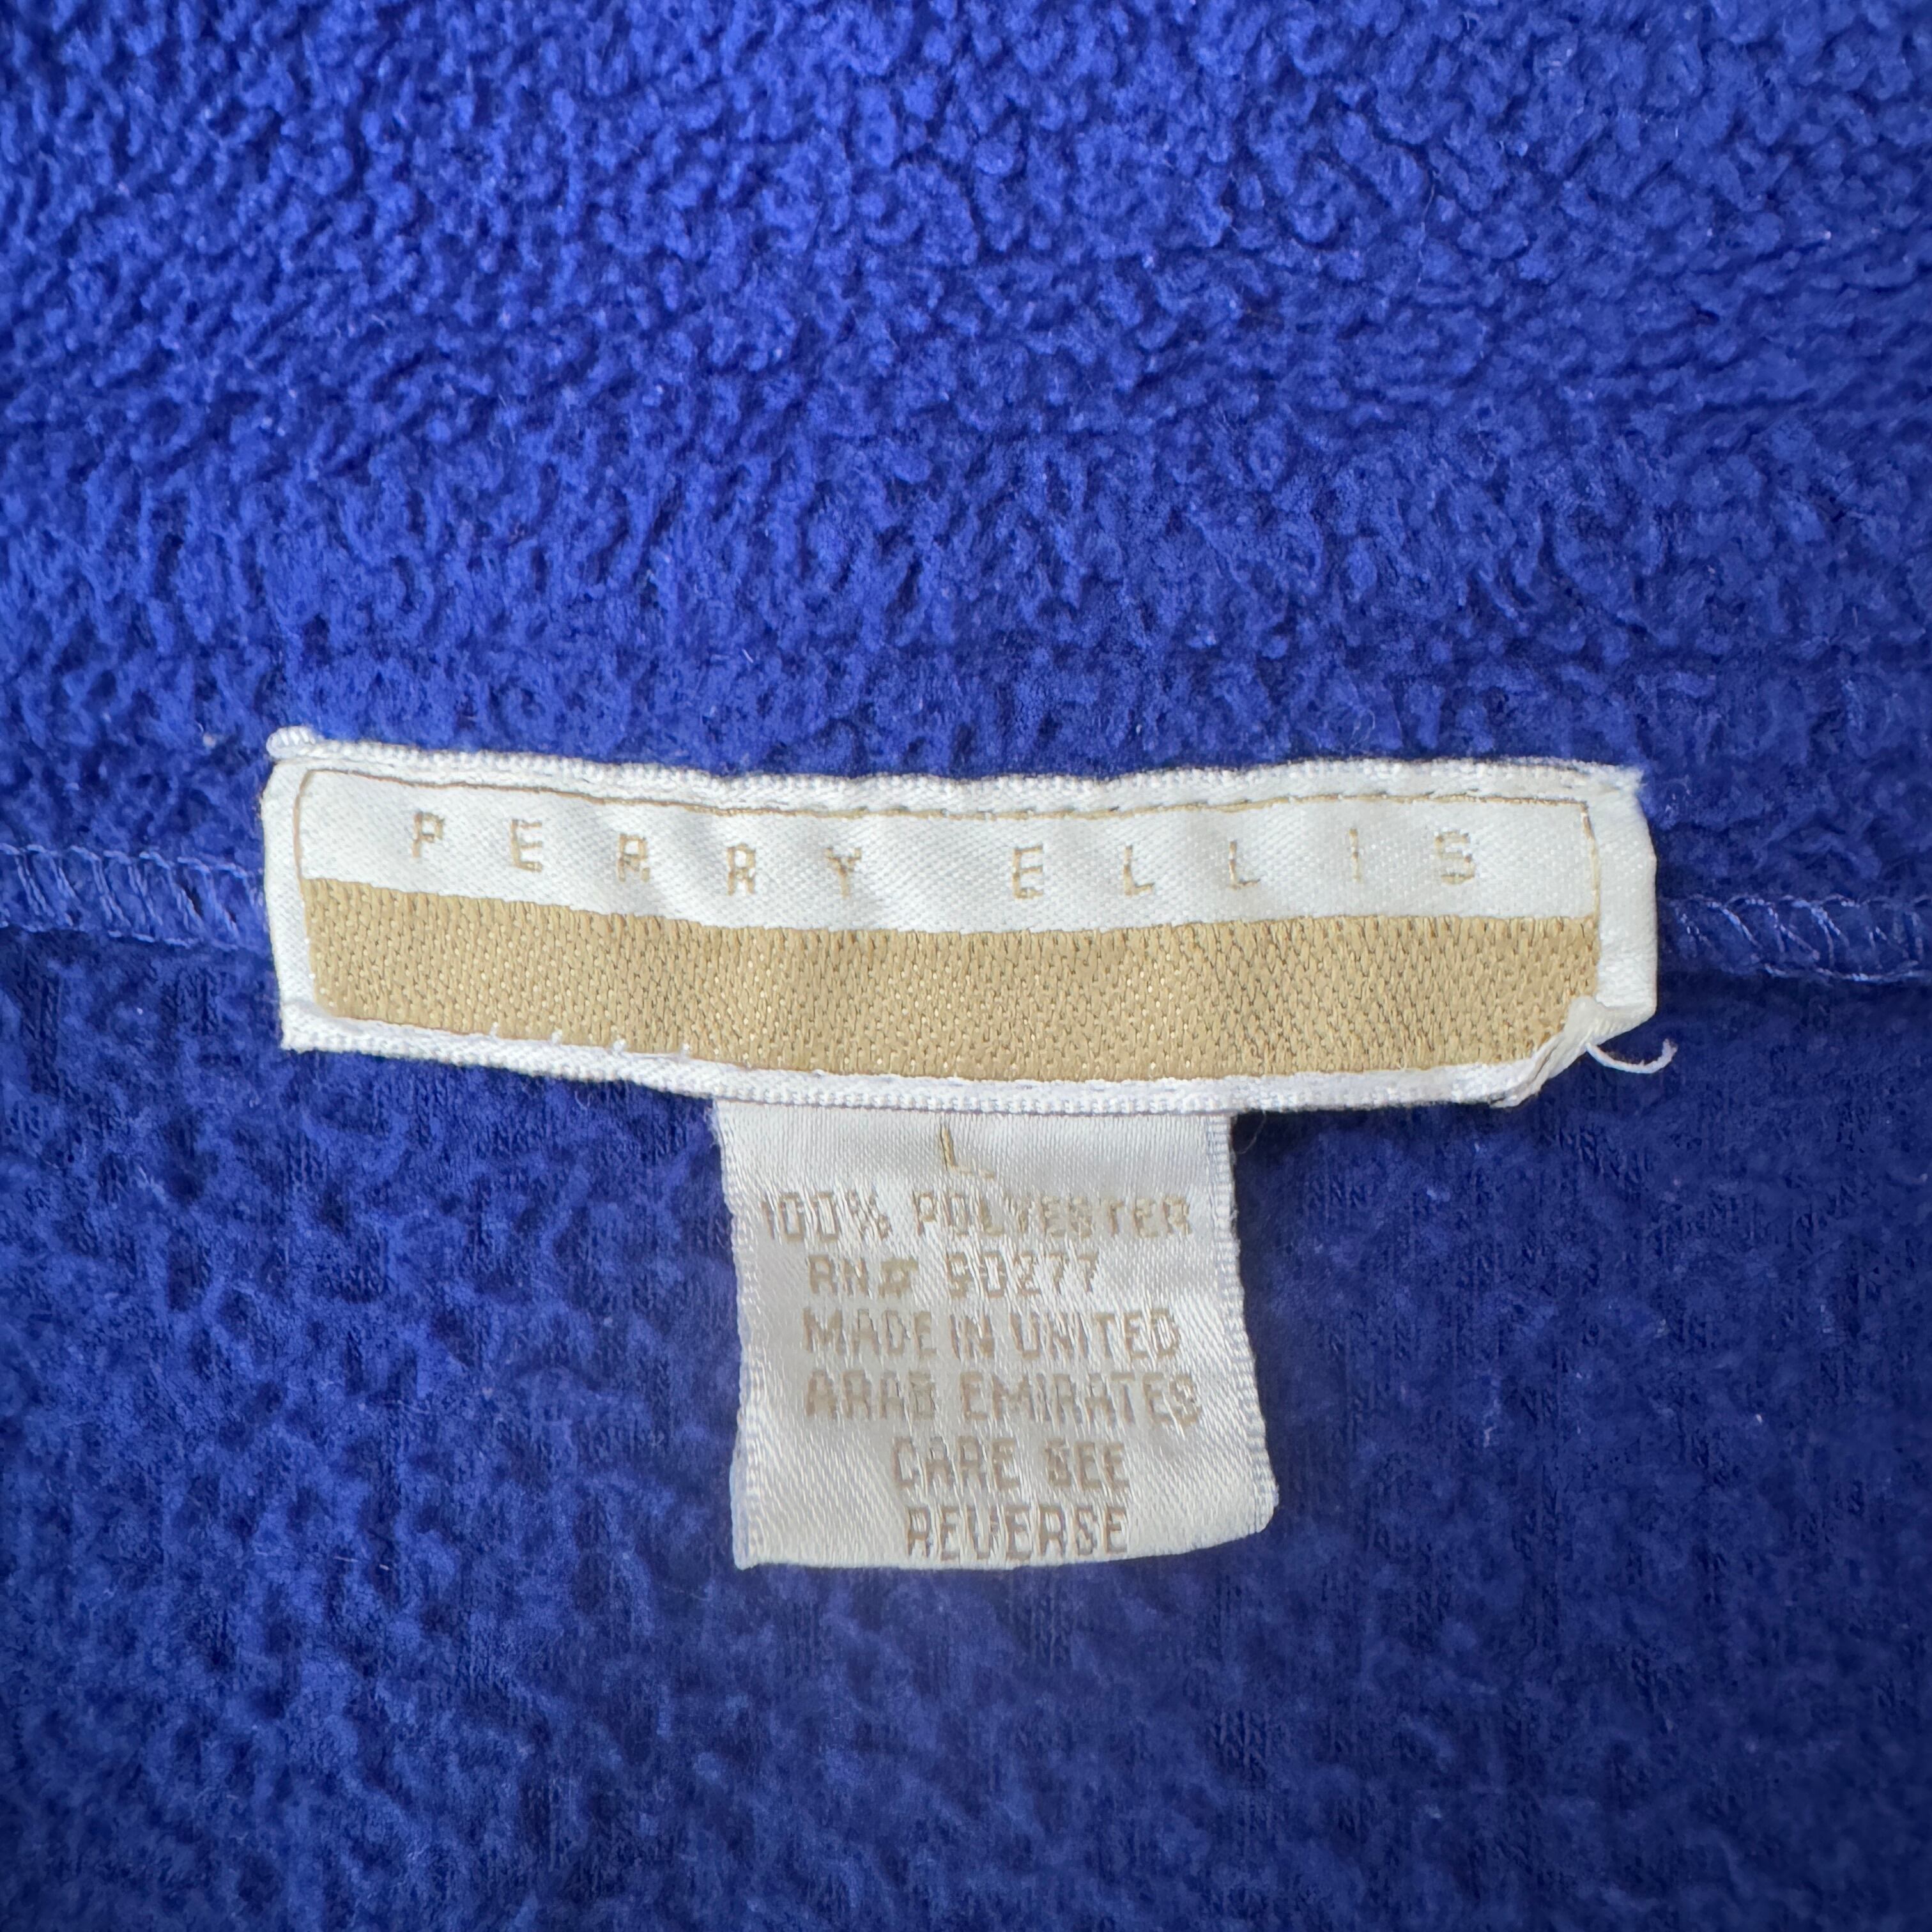 PERRY ELLIS
L
100% POLYESTER
RN# 90277
MADE IN UNITED
ARAB EMIRATES
CARE SEE
REVERSE